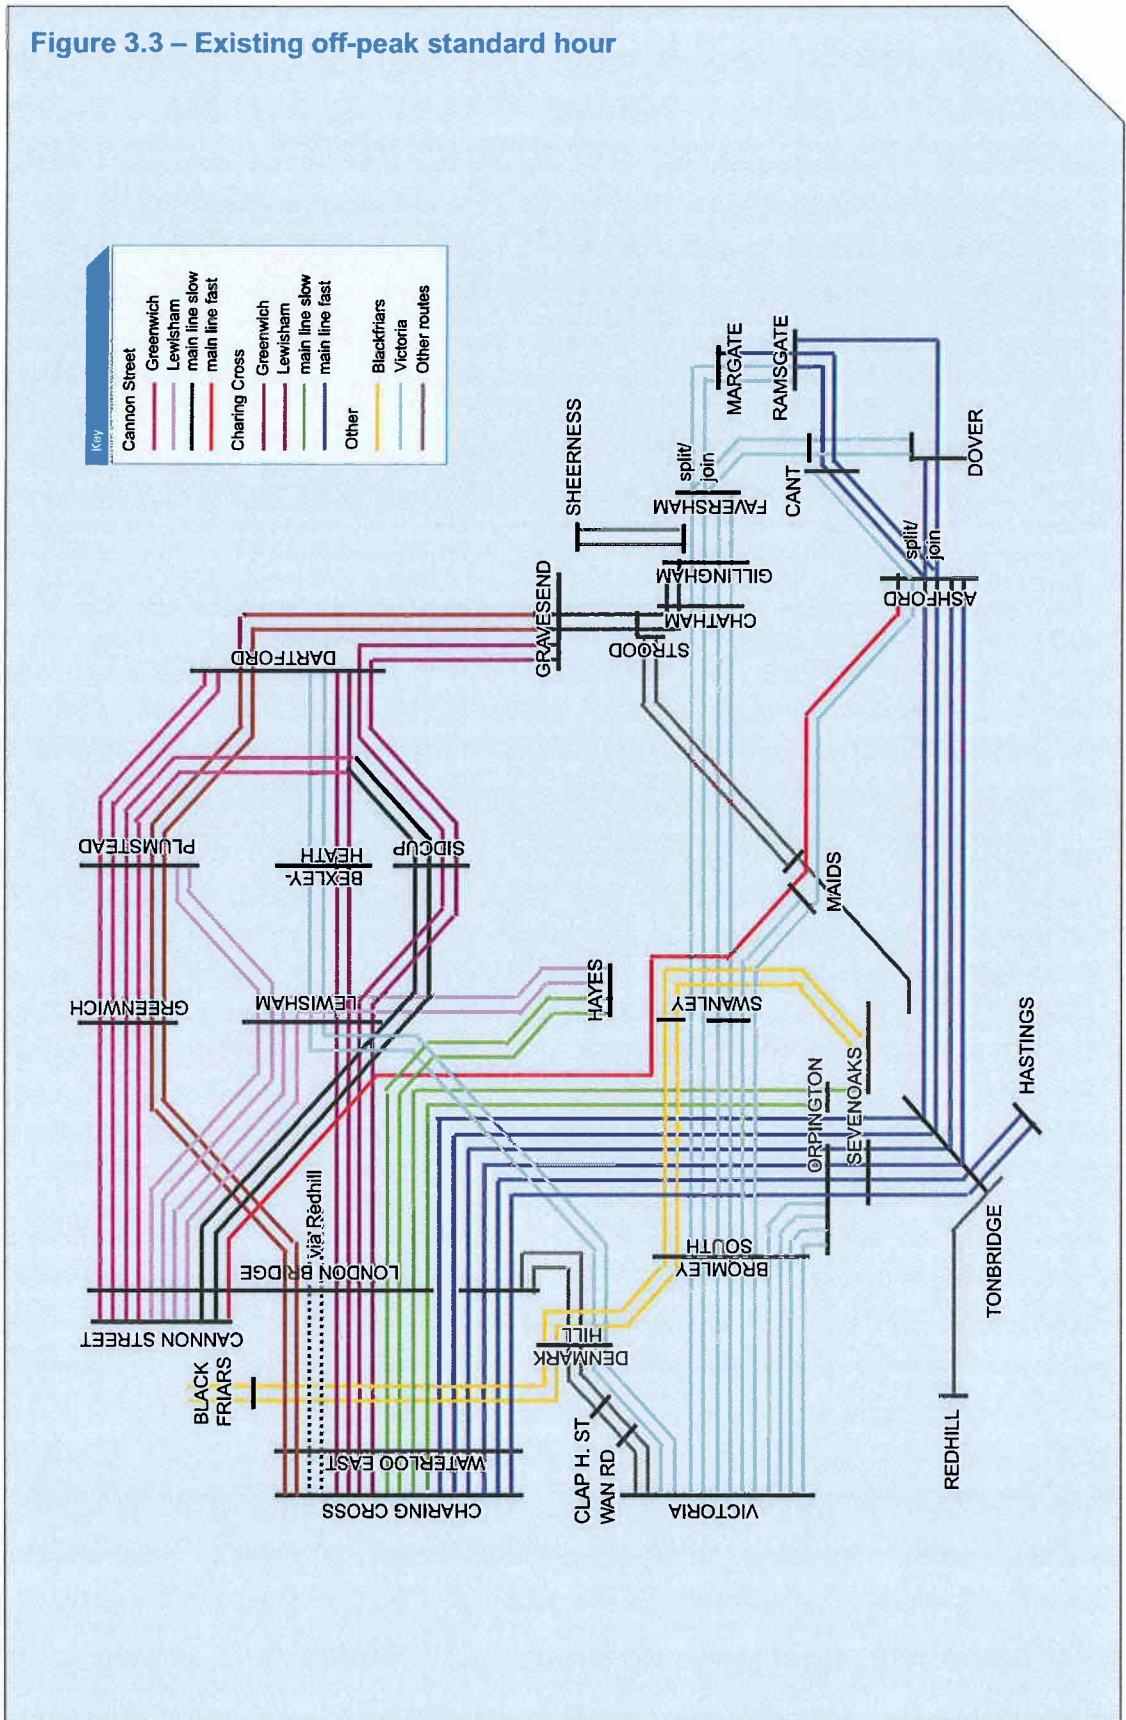 Figure 3.3 – Existing off-peak standard hour
Key
Cannon Street
Greenwich
Lewisham
main line slow
main line fast
Charing Cross
Greenwich
Lewisham
main line slow
main line fast
Other
Blackfriars
Victoria
Other routes
DARTFORD
PLUMSTEAD
BEXLEY-
HEATH
SIDCUP
GREENWICH
LEWISHAM
HAYES
GRAVESEND
STROOD
CHATHAM
GILLINGHAM
SHEERNESS
FAVERSHAM
split/
join
MARGATE
RAMSGATE
CANT
DOVER
split/
join
ASHFORD
MAIDS
SWANLEY
ORPINGTON
SEVENOAKS
HASTINGS
TONBRIDGE
REDHILL
BROMLEY
SOUTH
via Redhill
LONDON BRIDGE
CANNON STREET
BLACK
FRIARS
DENMARK
HILL
CLAP H. ST
WAN RD
WATERLOO EAST
CHARING CROSS
VICTORIA